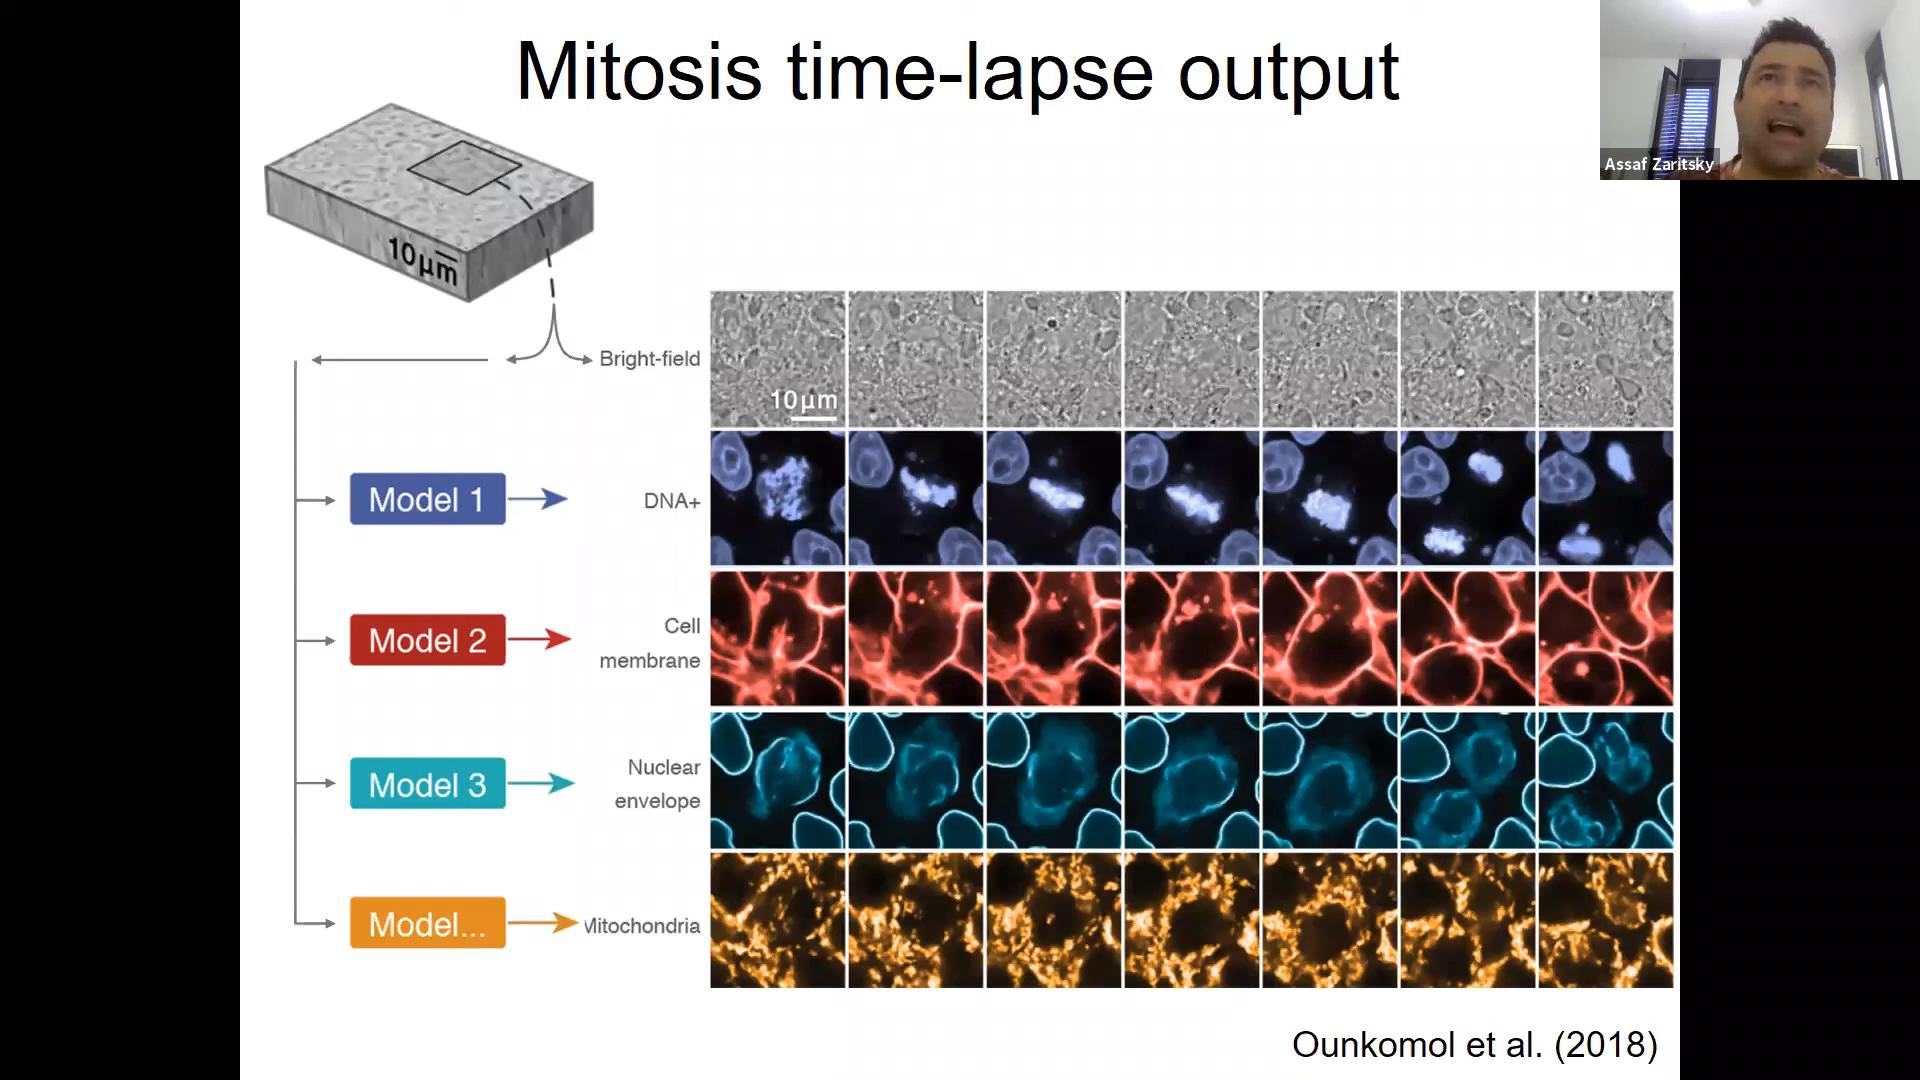 Mitosis time-lapse output
Assaf Zaritsky
10µm
Bright-field
10µm
Model 1
DNA+
Model 2
Cell
membrane
Model 3
Nuclear
envelope
Model...
Mitochondria
Ounkomol et al. (2018)